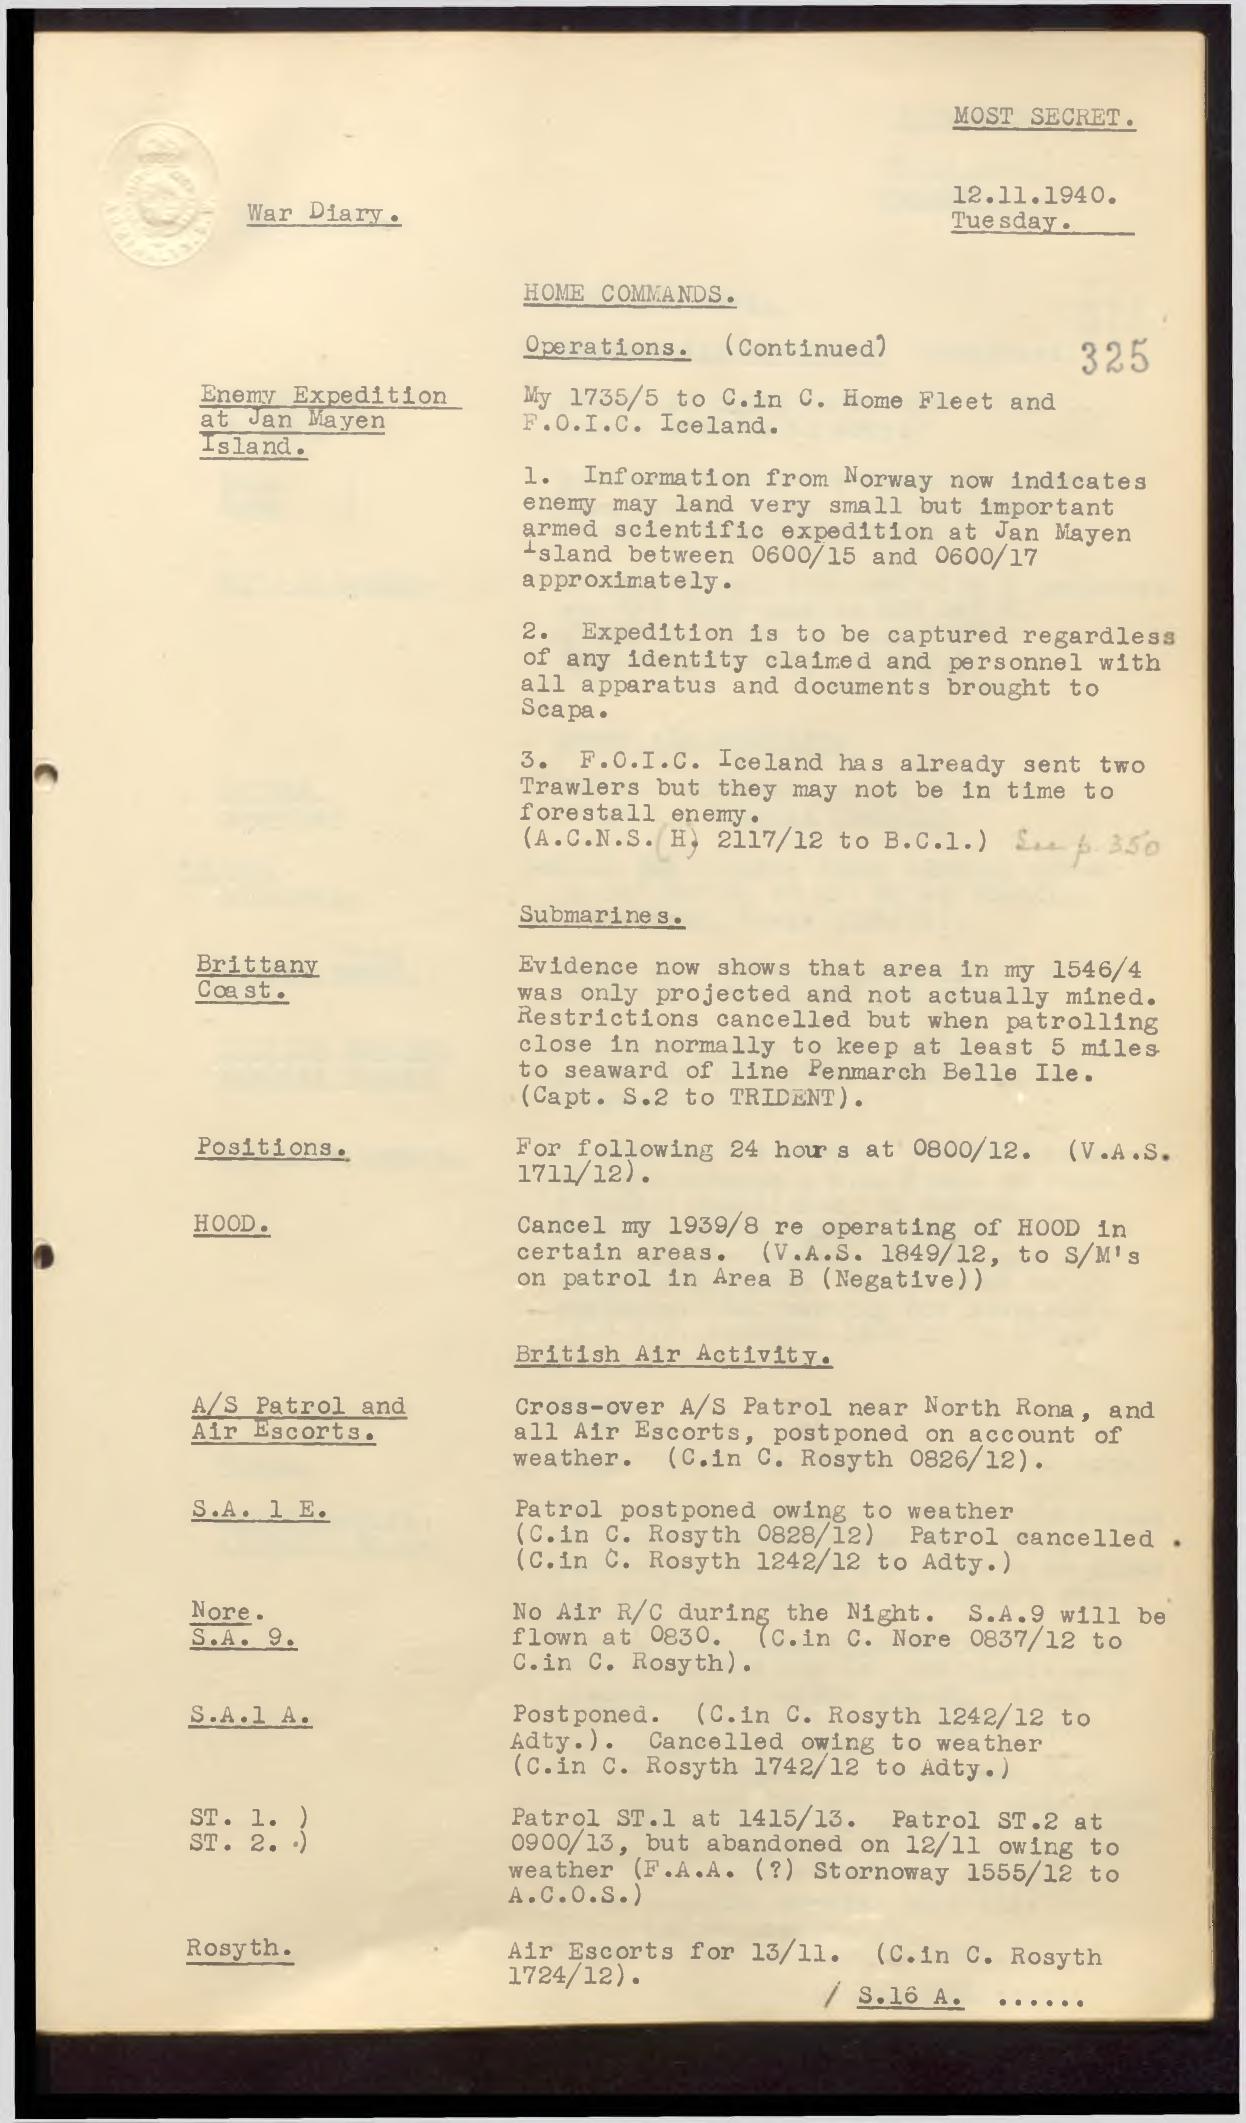 MOST SECRET.
12.11.1940.
Tuesday.
War Diary.
HOME COMMANDS.
Operations. (Continued)
325
Enemy Expedition
at Jan Mayen
Island.
My 1735/5 to C.in C. Home Fleet and
F.O.I.C. Iceland.
1. Information from Norway now indicates
enemy may land very small but important
armed scientific expedition at Jan Mayen
Island between 0600/15 and 0600/17
approximately.
2. Expedition is to be captured regardless
of any identity claimed and personnel with
all apparatus and documents brought to
Scapa.
3. F.O.I.C. Iceland has already sent two
Trawlers but they may not be in time to
forestall enemy.
(A.C.N.S. (H) 2117/12 to B.C.1.) See p 350
Submarines.
Brittany
Coast.
Evidence now shows that area in my 1546/4
was only projected and not actually mined.
Restrictions cancelled but when patrolling
close in normally to keep at least 5 miles
to seaward of line Penmarch Belle Ile.
(Capt. S.2 to TRIDENT).
Positions.
For following 24 hours at 0800/12. (V.A.S.
1711/12).
HOOD.
Cancel my 1939/8 re operating of HOOD in
certain areas. (V.A.S. 1849/12, to S/M's
on patrol in Area B (Negative))
British Air Activity.
A/S Patrol and
Air Escorts.
Cross-over A/S Patrol near North Rona, and
all Air Escorts, postponed on account of
weather. (C.in C. Rosyth 0826/12).
S.A. 1 E.
Patrol postponed owing to weather
(C.in C. Rosyth 0828/12) Patrol cancelled .
(C.in C. Rosyth 1242/12 to Adty.)
Nore.
S.A. 9.
No Air R/C during the Night. S.A.9 will be
flown at 0830. (C.in C. Nore 0837/12 to
C.in C. Rosyth).
S.A.1 A.
Postponed. (C.in C. Rosyth 1242/12 to
Adty.). Cancelled owing to weather
(C.in C. Rosyth 1742/12 to Adty.)
ST. 1. )
ST. 2. .)
Patrol ST.1 at 1415/13. Patrol ST.2 at
0900/13, but abandoned on 12/11 owing to
weather (F.A.A. (?) Stornoway 1555/12 to
A.C.O.S.)
Rosyth.
Air Escorts for 13/11. (C.in C. Rosyth
1724/12).
/ S.16 A. ......